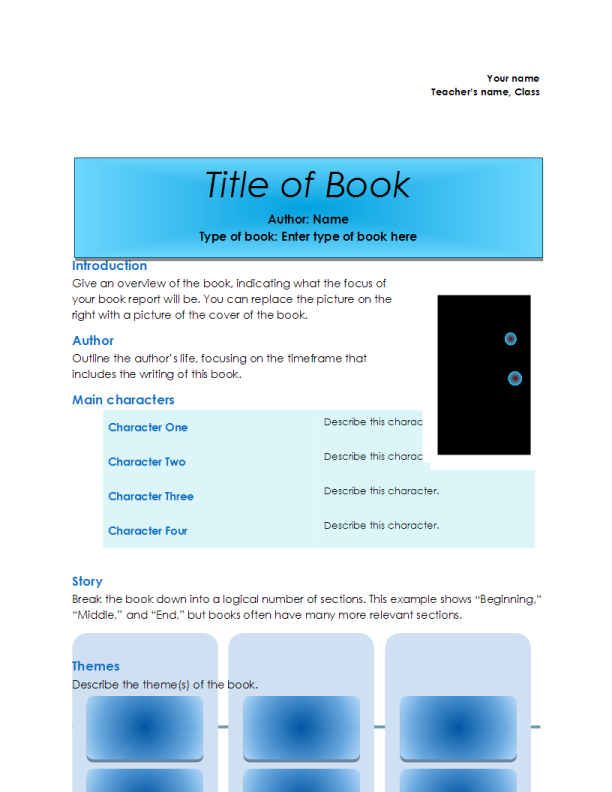 Your name
Teacher's name, Class
Title of Book
Author: Name
Type of book: Enter type of book here
Introduction
Give an overview of the book, indicating what the focus of
your book report will be. You can replace the picture on the
right with a picture of the cover of the book.
Author
Outline the author's life, focusing on the timeframe that
includes the writing of this book.
Main characters
Character One
Describe this charac
Character Two
Describe this charac
Character Three
Describe this character.
Character Four
Describe this character.
Story
Break the book down into a logical number of sections. This example shows “Beginning,”
“Middle,” and “End,” but books often have many more relevant sections.
Themes
Describe the theme(s) of the book.